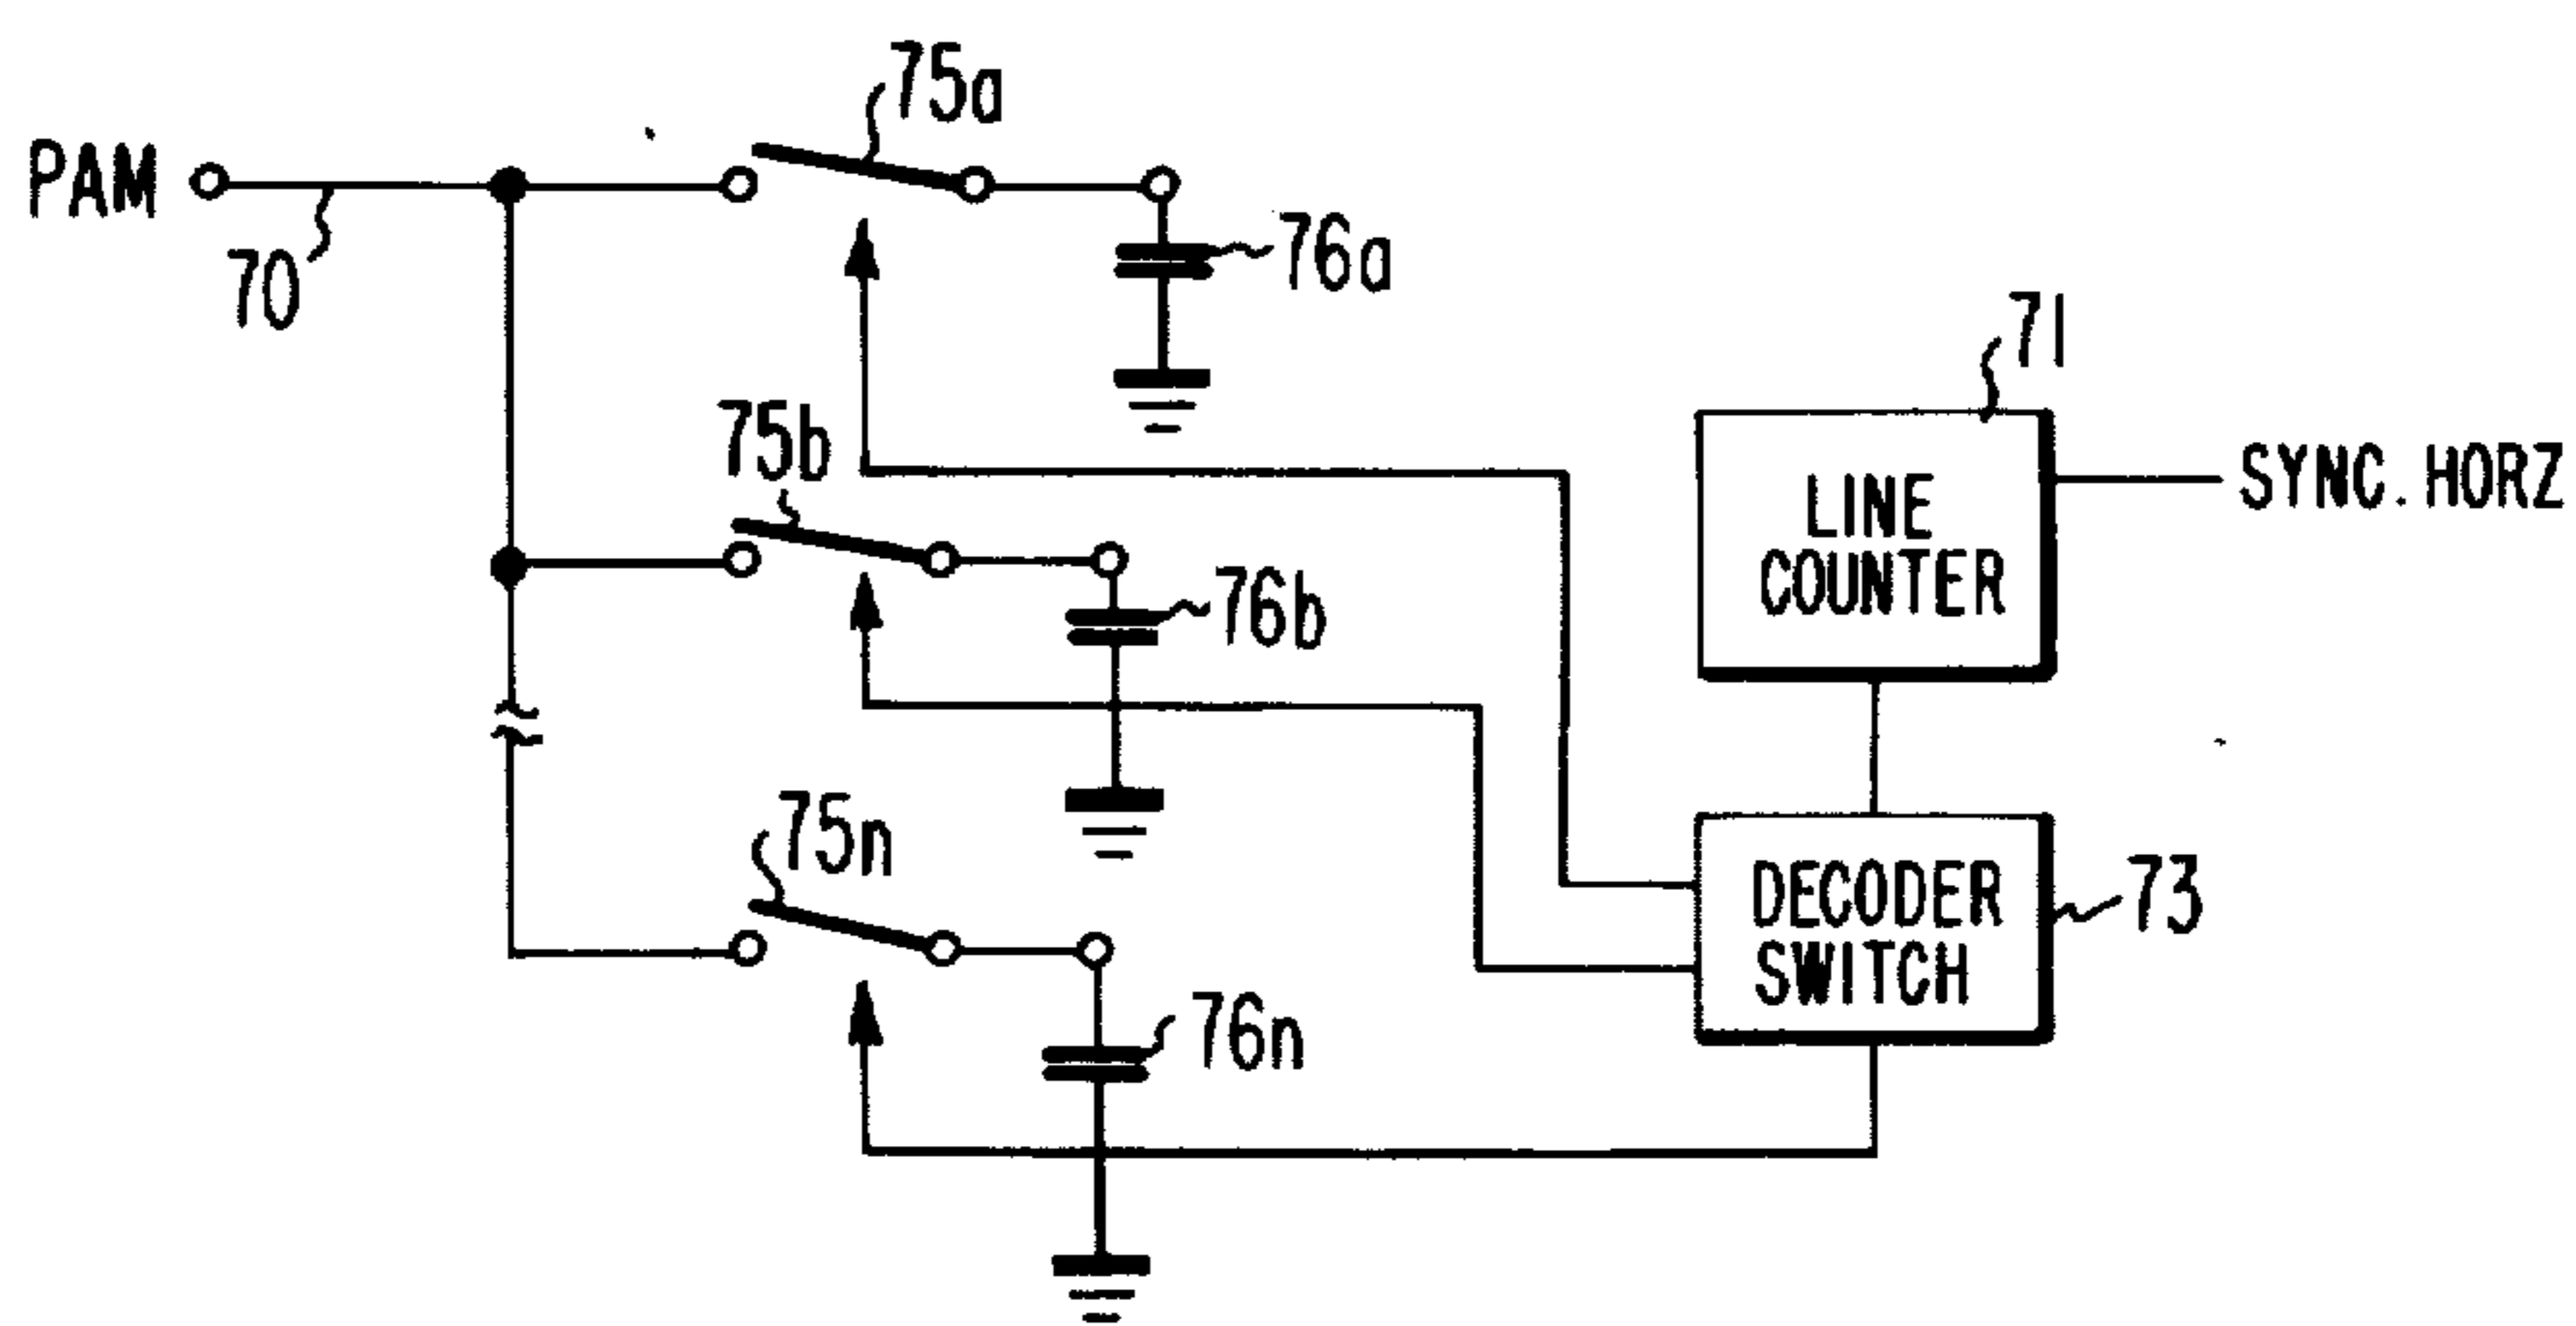 75a
PAM
70
76a
71
75b
SYNC. HORZ
LINE
COUNTER
76b
75n
DECODER
SWITCH
73
76n